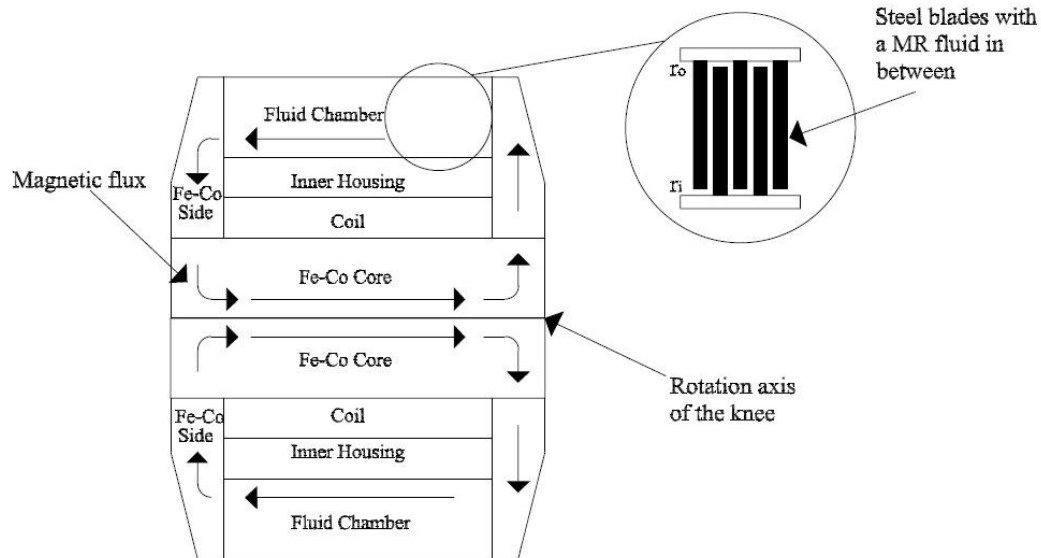 Steel blades with
a MR fluid in
between
ro
ri
Fluid Chamber
Magnetic flux
Inner Housing
Fe-Co
Side
Coil
Fe-Co Core
Fe-Co Core
Rotation axis
of the knee
Fe-Co
Side
Coil
Inner Housing
Fluid Chamber